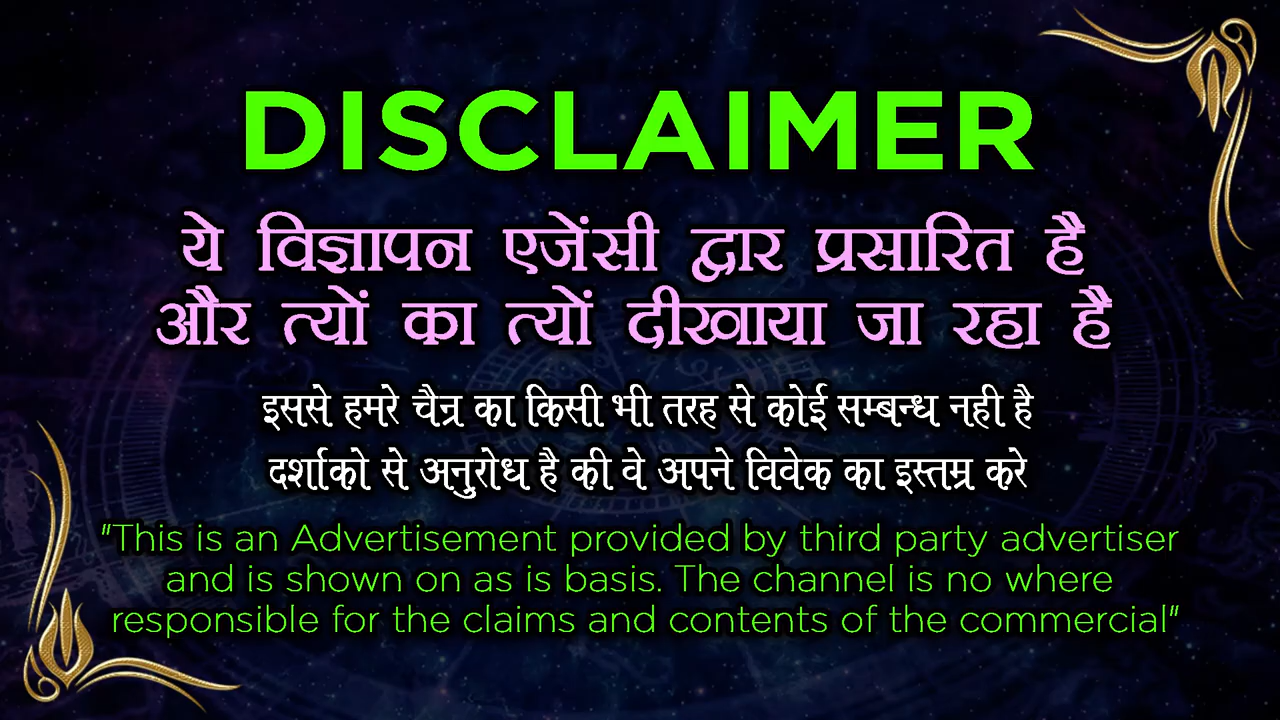 DISCLAIMER
ये विज्ञापन एजेंसी द्वार प्रसारित है
और त्यों का त्यों दीखाया जा रहा है
इससे हमरे चैन्र का किसी भी तरह से कोई सम्बन्ध नही है
दर्शाको से अनुरोध है की वे अपने विवेक का इस्तम्र करे
"This is an Advertisement provided by third party advertiser
and is shown on as is basis. The channel is no where
responsible for the claims and contents of the commercial"